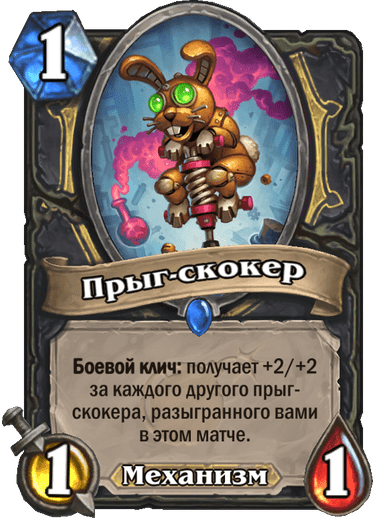 1
Прыг-скокер
Боевой клич: получает +2/+2
за каждого другого прыг-
скокера, разыгранного вами
в этом матче.
1
Механизм
1